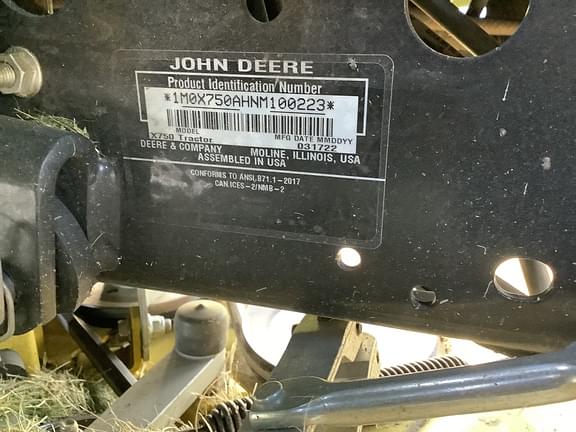 JOHN DEERE
Product Identification Number
*1M0X750AHNM100223*
MODEL MFG DATE MMDDYY
X750 Tractor 031722
DEERE & COMPANY MOLINE, ILLINOIS, USA
ASSEMBLED IN USA
CONFORMS TO ANSI B71.1-2017
CAN ICES-2/NMB-2